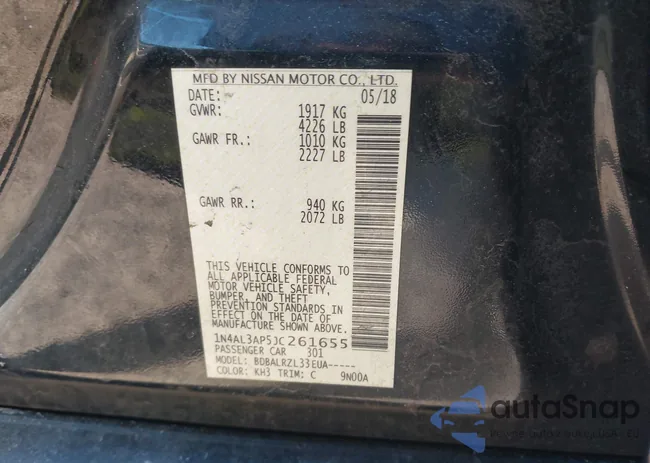 MFD BY NISSAN MOTOR CO., LTD.
DATE: 05/18
GVWR: 1917 KG
4226 LB
GAWR FR.: 1010 KG
2227 LB
GAWR RR.: 940 KG
2072 LB
THIS VEHICLE CONFORMS TO
ALL APPLICABLE FEDERAL
MOTOR VEHICLE SAFETY,
BUMPER, AND THEFT
PREVENTION STANDARDS IN
EFFECT ON THE DATE OF
MANUFACTURE SHOWN ABOVE.
1N4AL3AP5JC261655
PASSENGER CAR 301
MODEL: BDBALRZL33EUA-----
COLOR: KH3 TRIM: C 9N00A
autaSnap